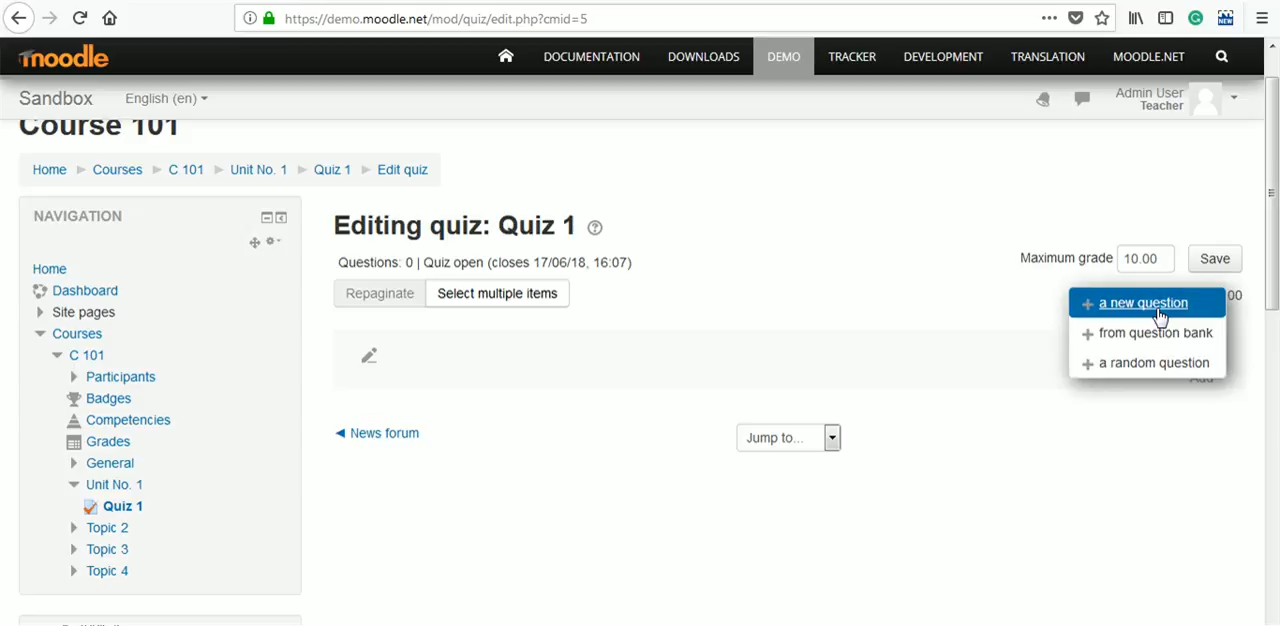 https://demo.moodle.net/mod/quiz/edit.php?cmid=5
NEW
moodle
DOCUMENTATION DOWNLOADS DEMO TRACKER DEVELOPMENT TRANSLATION MOODLE.NET
Sandbox English (en)
Admin User
Teacher
Course 101
Home Courses C 101 Unit No. 1 Quiz 1 Edit quiz
NAVIGATION
Home
Dashboard
Site pages
Courses
C 101
Participants
Badges
Competencies
Grades
General
Unit No. 1
Quiz 1
Topic 2
Topic 3
Topic 4
Editing quiz: Quiz 1
Questions: 0 | Quiz open (closes 17/06/18, 16:07)
Maximum grade 10.00 Save
Repaginate Select multiple items
00
a new question
from question bank
a random question
Add
News forum
Jump to...